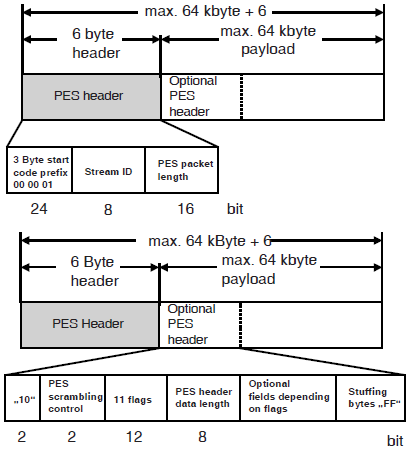 max. 64 kbyte + 6
6 byte
header
max. 64 kbyte
payload
PES header
Optional
PES
header
3 Byte start
code prefix
00 00 01
Stream ID
PES packet
length
24 8 16 bit
max. 64 kByte + 6
6 Byte
header
max. 64 kbyte
payload
PES Header
Optional
PES
header
„10“
PES
scrambling
control
11 flags
PES header
data length
Optional
fields depending
on flags
Stuffing
bytes „FF“
2 2 12 8 bit